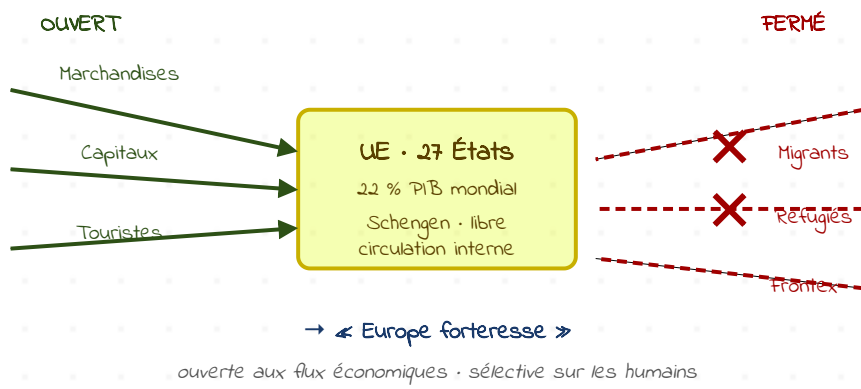 OUVERT
FERMÉ
Marchandises
Capitaux
Touristes
UE · 27 États
22 % PIB mondial
Schengen · libre
circulation interne
Migrants
Réfugiés
Frontex
→ « Europe forteresse »
ouverte aux flux économiques · sélective sur les humains